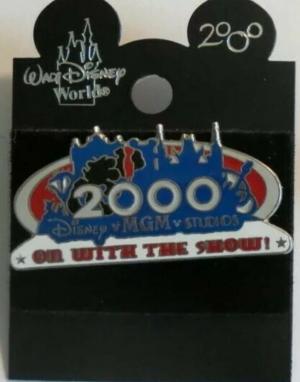 Walt Disney
World®
2000
2000
Disney MGM STUDIOS
ON WITH THE SHOW!